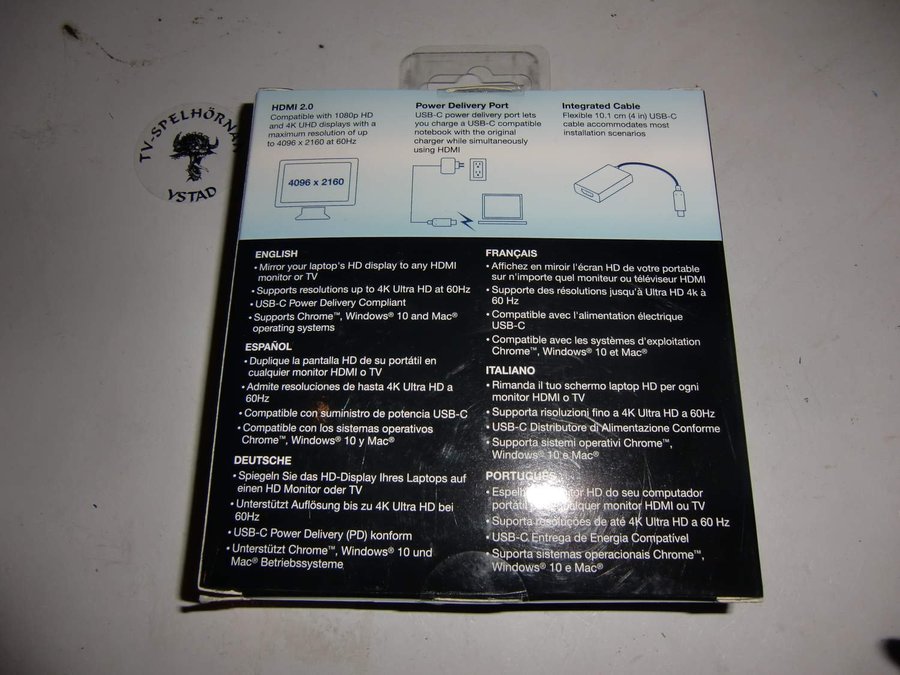 TV-SPELHÖRNAN
YSTAD
HDMI 2.0
Compatible with 1080p HD
and 4K UHD displays with a
maximum resolution of up
to 4096 x 2160 at 60Hz
4096 x 2160
Power Delivery Port
USB-C power delivery port lets
you charge a USB-C compatible
notebook with the original
charger while simultaneously
using HDMI
Integrated Cable
Flexible 10.1 cm (4 in) USB-C
cable accommodates most
installation scenarios
ENGLISH
• Mirror your laptop's HD display to any HDMI
monitor or TV
• Supports resolutions up to 4K Ultra HD at 60Hz
• USB-C Power Delivery Compliant
• Supports Chrome™, Windows® 10 and Mac®
operating systems
ESPAÑOL
• Duplique la pantalla HD de su portátil en
cualquier monitor HDMI o TV
• Admite resoluciones de hasta 4K Ultra HD a
60Hz
• Compatible con suministro de potencia USB-C
• Compatible con los sistemas operativos
Chrome™, Windows® 10 y Mac®
DEUTSCHE
• Spiegeln Sie das HD-Display Ihres Laptops auf
einen HD Monitor oder TV
• Unterstützt Auflösung bis zu 4K Ultra HD bei
60Hz
• USB-C Power Delivery (PD) konform
• Unterstützt Chrome™, Windows® 10 und
Mac® Betriebssysteme
FRANÇAIS
• Affichez en miroir l'écran HD de votre portable
sur n'importe quel moniteur ou téléviseur HDMI
• Supporte des résolutions jusqu'à Ultra HD 4k à
60 Hz
• Compatible avec l'alimentation électrique
USB-C
• Compatible avec les systèmes d'exploitation
Chrome™, Windows® 10 et Mac®
ITALIANO
• Rimanda il tuo schermo laptop HD per ogni
monitor HDMI o TV
• Supporta risoluzioni fino a 4K Ultra HD a 60Hz
• USB-C Distributore di Alimentazione Conforme
• Supporta sistemi operativi Chrome™,
Windows® 10 e Mac®
PORTUGUÊS
• HD do seu computador
portátil qualquer monitor HDMI ou TV
• Suporta resoluções de até 4K Ultra HD a 60 Hz
• USB-C Entrega de Energia Compatível
• Suporta sistemas operacionais Chrome™,
Windows® 10 e Mac®